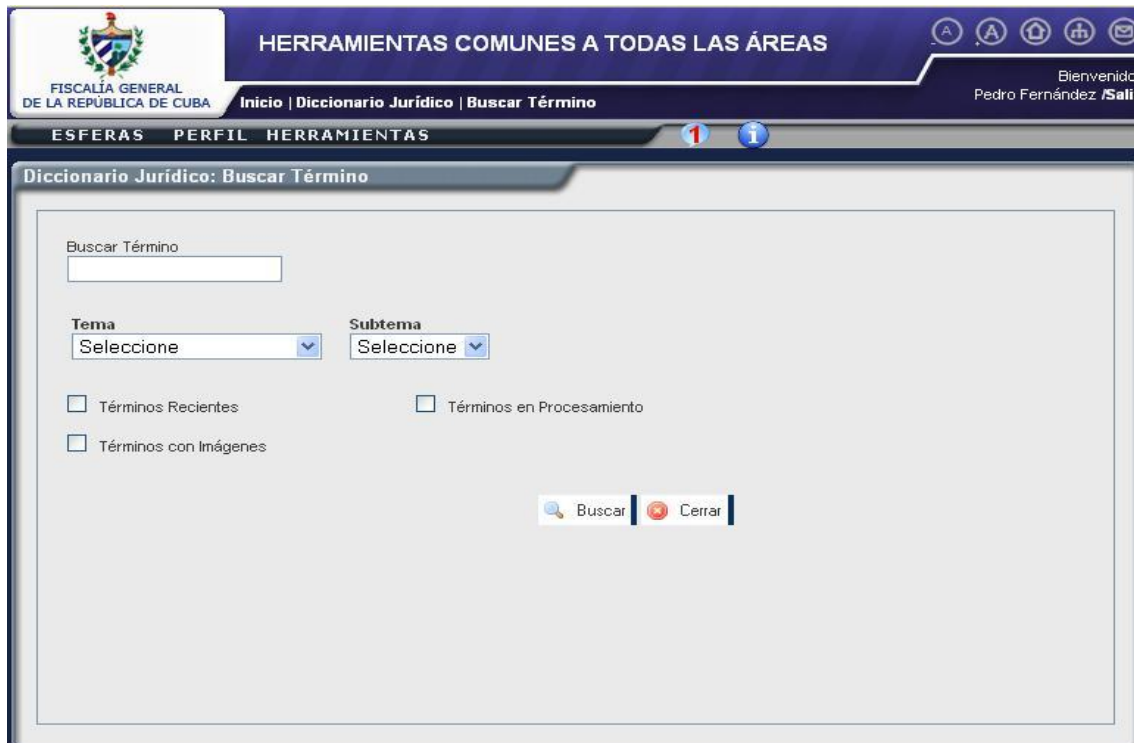 HERRAMIENTAS COMUNES A TODAS LAS ÁREAS
A A
FISCALÍA GENERAL
DE LA REPÚBLICA DE CUBA
Inicio | Diccionario Jurídico | Buscar Término
Bienvenido
Pedro Fernández /Sali
ESFERAS PERFIL HERRAMIENTAS 1 i
Diccionario Jurídico: Buscar Término
Buscar Término
Tema Subtema
Seleccione Seleccione
Términos Recientes Términos en Procesamiento
Términos con Imágenes
Buscar Cerrar